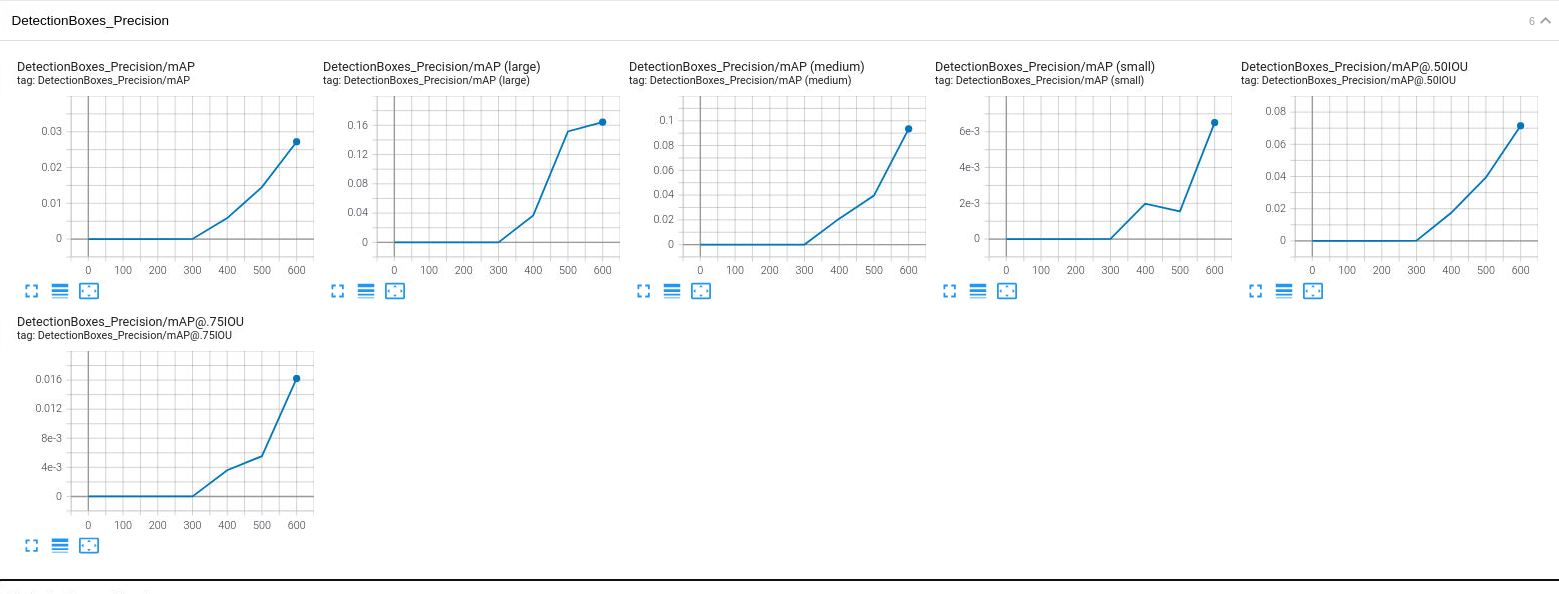 DetectionBoxes_Precision
6
DetectionBoxes_Precision/mAP
tag: DetectionBoxes_Precision/mAP
0.03
0.02
0.01
0
0 100 200 300 400 500 600
DetectionBoxes_Precision/mAP (large)
tag: DetectionBoxes_Precision/mAP (large)
0.16
0.12
0.08
0.04
0
0 100 200 300 400 500 600
DetectionBoxes_Precision/mAP (medium)
tag: DetectionBoxes_Precision/mAP (medium)
0.1
0.08
0.06
0.04
0.02
0
0 100 200 300 400 500 600
DetectionBoxes_Precision/mAP (small)
tag: DetectionBoxes_Precision/mAP (small)
6e-3
4e-3
2e-3
0
0 100 200 300 400 500 600
DetectionBoxes_Precision/mAP@.50IOU
tag: DetectionBoxes_Precision/mAP@.50IOU
0.08
0.06
0.04
0.02
0
0 100 200 300 400 500 600
DetectionBoxes_Precision/mAP@.75IOU
tag: DetectionBoxes_Precision/mAP@.75IOU
0.016
0.012
8e-3
4e-3
0
0 100 200 300 400 500 600